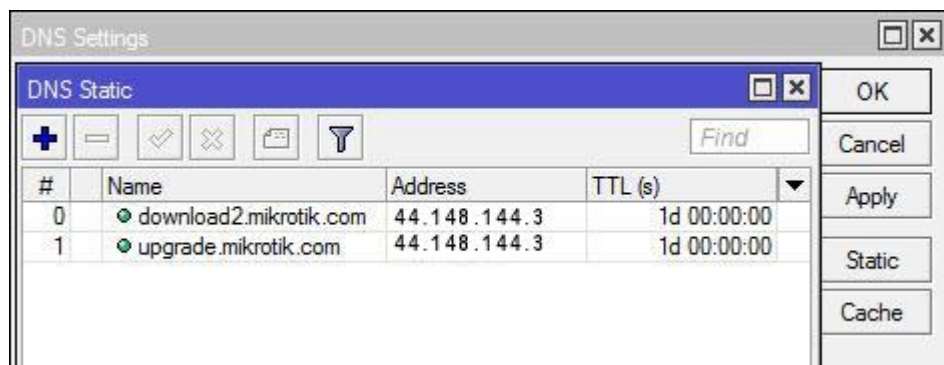 DNS Settings
DNS Static
OK
Find
Cancel
# Name Address TTL (s)
Apply
0 download2.mikrotik.com 44.148.144.3 1d 00:00:00
1 upgrade.mikrotik.com 44.148.144.3 1d 00:00:00
Static
Cache